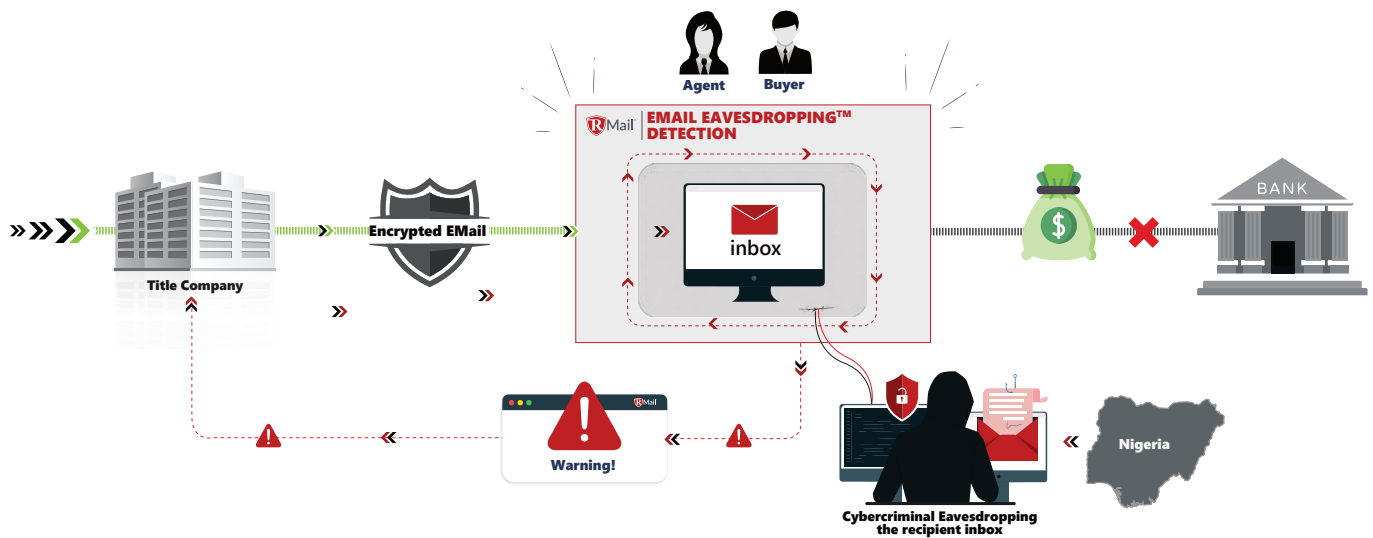 Agent
Buyer
RMail
EMAIL EAVESDROPPING™
DETECTION
BANK
$
Encrypted EMail
inbox
Title Company
RMail
Warning!
Nigeria
Cybercriminal Eavesdropping
the recipient inbox